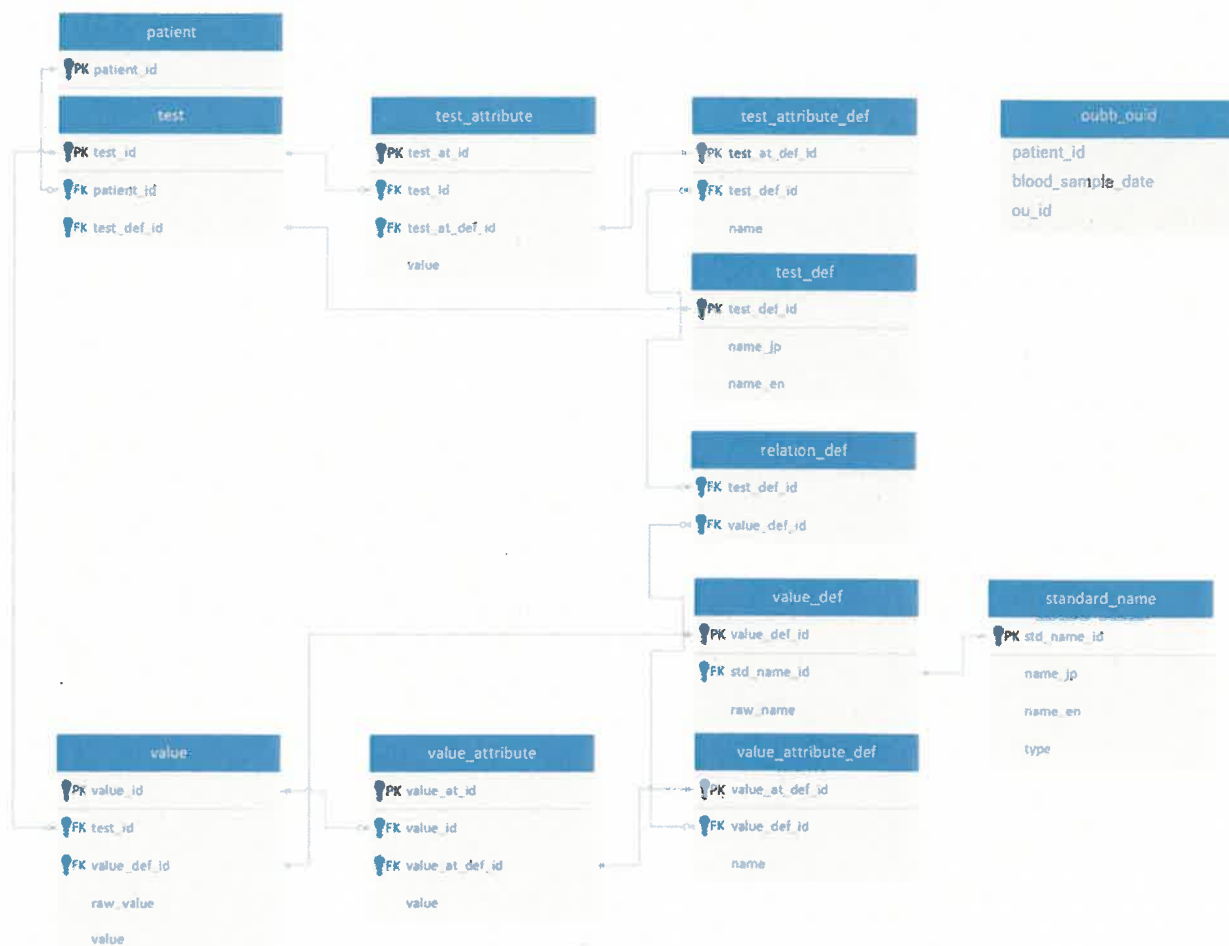 patient
PK patient_id
test
PK test_id
FK patient_id
FK test_def_id
test_attribute
PK test_at_id
FK test_id
FK test_at_def_id
value
test_attribute_def
PK test_at_def_id
FK test_def_id
name
oubb_ouid
patient_id
blood_sample_date
ou_id
test_def
PK test_def_id
name_jp
name_en
relation_def
FK test_def_id
FK value_def_id
value_def
PK value_def_id
FK std_name_id
raw_name
standard_name
PK std_name_id
name_jp
name_en
type
value
PK value_id
FK test_id
FK value_def_id
raw_value
value
value_attribute
PK value_at_id
FK value_id
FK value_at_def_id
value
value_attribute_def
PK value_at_def_id
FK value_def_id
name